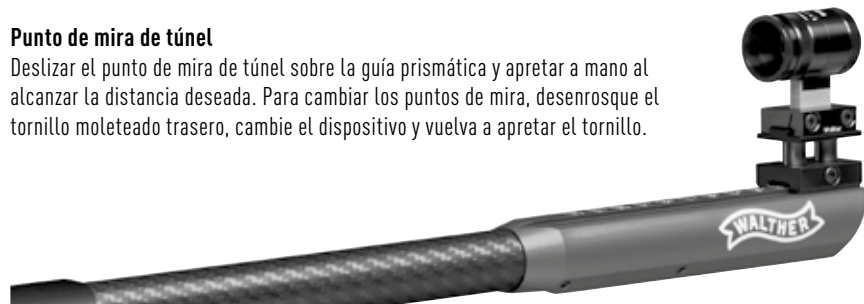 Punto de mira de túnel
Deslizar el punto de mira de túnel sobre la guía prismática y apretar a mano al
alcanzar la distancia deseada. Para cambiar los puntos de mira, desenrosque el
tornillo moleteado trasero, cambie el dispositivo y vuelva a apretar el tornillo.
WALTHER